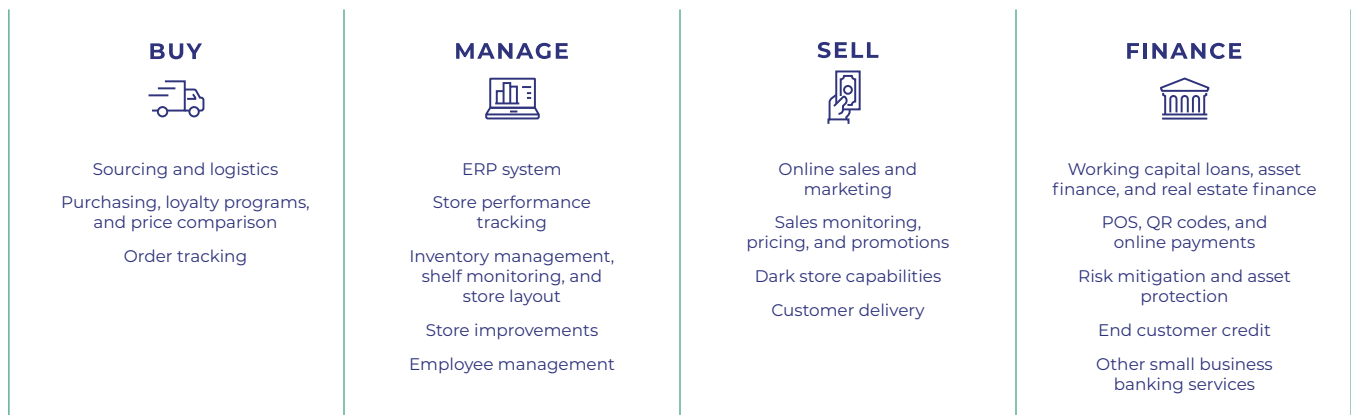 BUY
Sourcing and logistics
Purchasing, loyalty programs,
and price comparison
Order tracking
MANAGE
ERP system
Store performance
tracking
Inventory management,
shelf monitoring, and
store layout
Store improvements
Employee management
SELL
Online sales and
marketing
Sales monitoring,
pricing, and promotions
Dark store capabilities
Customer delivery
FINANCE
Working capital loans, asset
finance, and real estate finance
POS, QR codes, and
online payments
Risk mitigation and asset
protection
End customer credit
Other small business
banking services